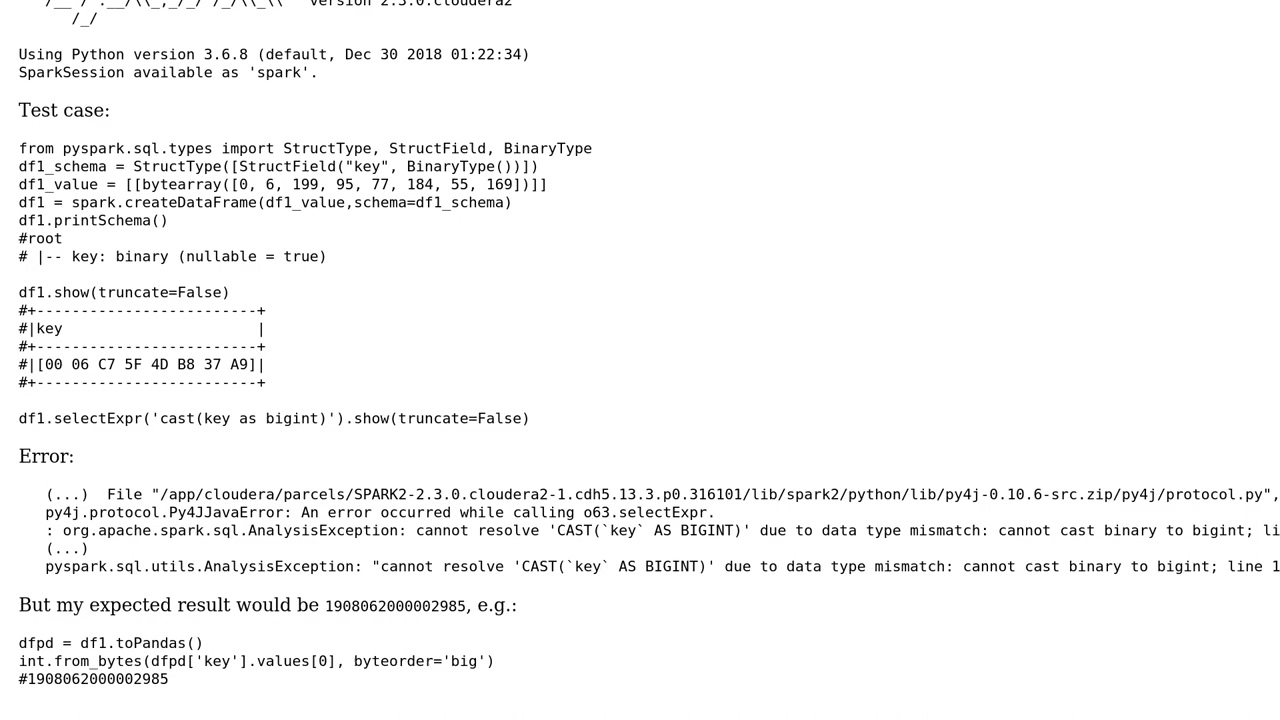 /__ / .__/\\_,_/_/ /_/\\_\\   version 2.3.0.cloudera2
/_/
Using Python version 3.6.8 (default, Dec 30 2018 01:22:34)
SparkSession available as 'spark'.
Test case:
from pyspark.sql.types import StructType, StructField, BinaryType
df1_schema = StructType([StructField("key", BinaryType())])
df1_value = [[bytearray([0, 6, 199, 95, 77, 184, 55, 169])]]
df1 = spark.createDataFrame(df1_value,schema=df1_schema)
df1.printSchema()
#root
# |-- key: binary (nullable = true)
df1.show(truncate=False)
#+-------------------------+
#|key                      |
#+-------------------------+
#|[00 06 C7 5F 4D B8 37 A9]|
#+-------------------------+
df1.selectExpr('cast(key as bigint)').show(truncate=False)
Error:
(...)  File "/app/cloudera/parcels/SPARK2-2.3.0.cloudera2-1.cdh5.13.3.p0.316101/lib/spark2/python/lib/py4j-0.10.6-src.zip/py4j/protocol.py",
py4j.protocol.Py4JJavaError: An error occurred while calling o63.selectExpr.
: org.apache.spark.sql.AnalysisException: cannot resolve 'CAST(`key` AS BIGINT)' due to data type mismatch: cannot cast binary to bigint; li
(...)
pyspark.sql.utils.AnalysisException: "cannot resolve 'CAST(`key` AS BIGINT)' due to data type mismatch: cannot cast binary to bigint; line 1
But my expected result would be 1908062000002985, e.g.:
dfpd = df1.toPandas()
int.from_bytes(dfpd['key'].values[0], byteorder='big')
#1908062000002985